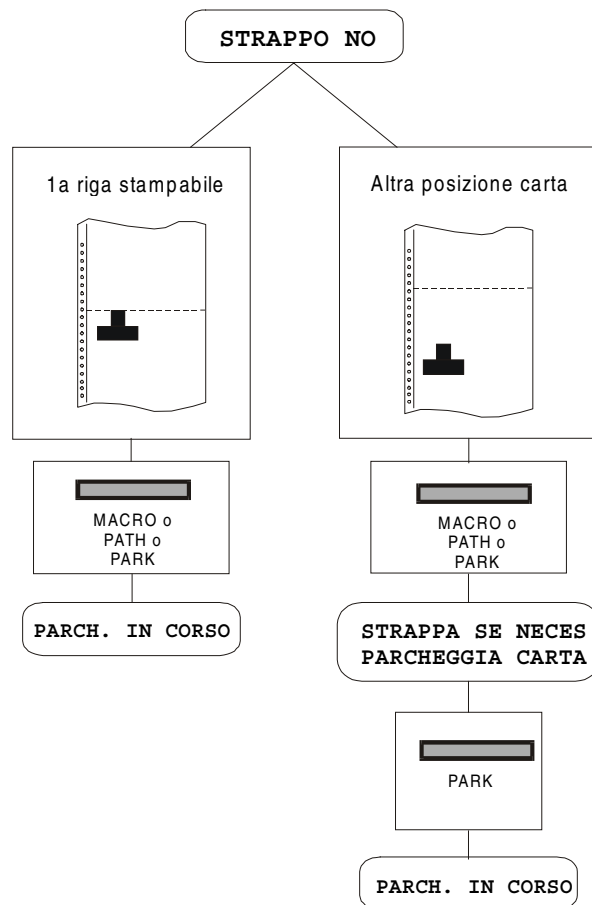 STRAPPO NO
1a riga stampabile
MACRO o
PATH o
PARK
PARCH. IN CORSO
Altra posizione carta
MACRO o
PATH o
PARK
STRAPPA SE NECES
PARCHEGGIA CARTA
PARK
PARCH. IN CORSO